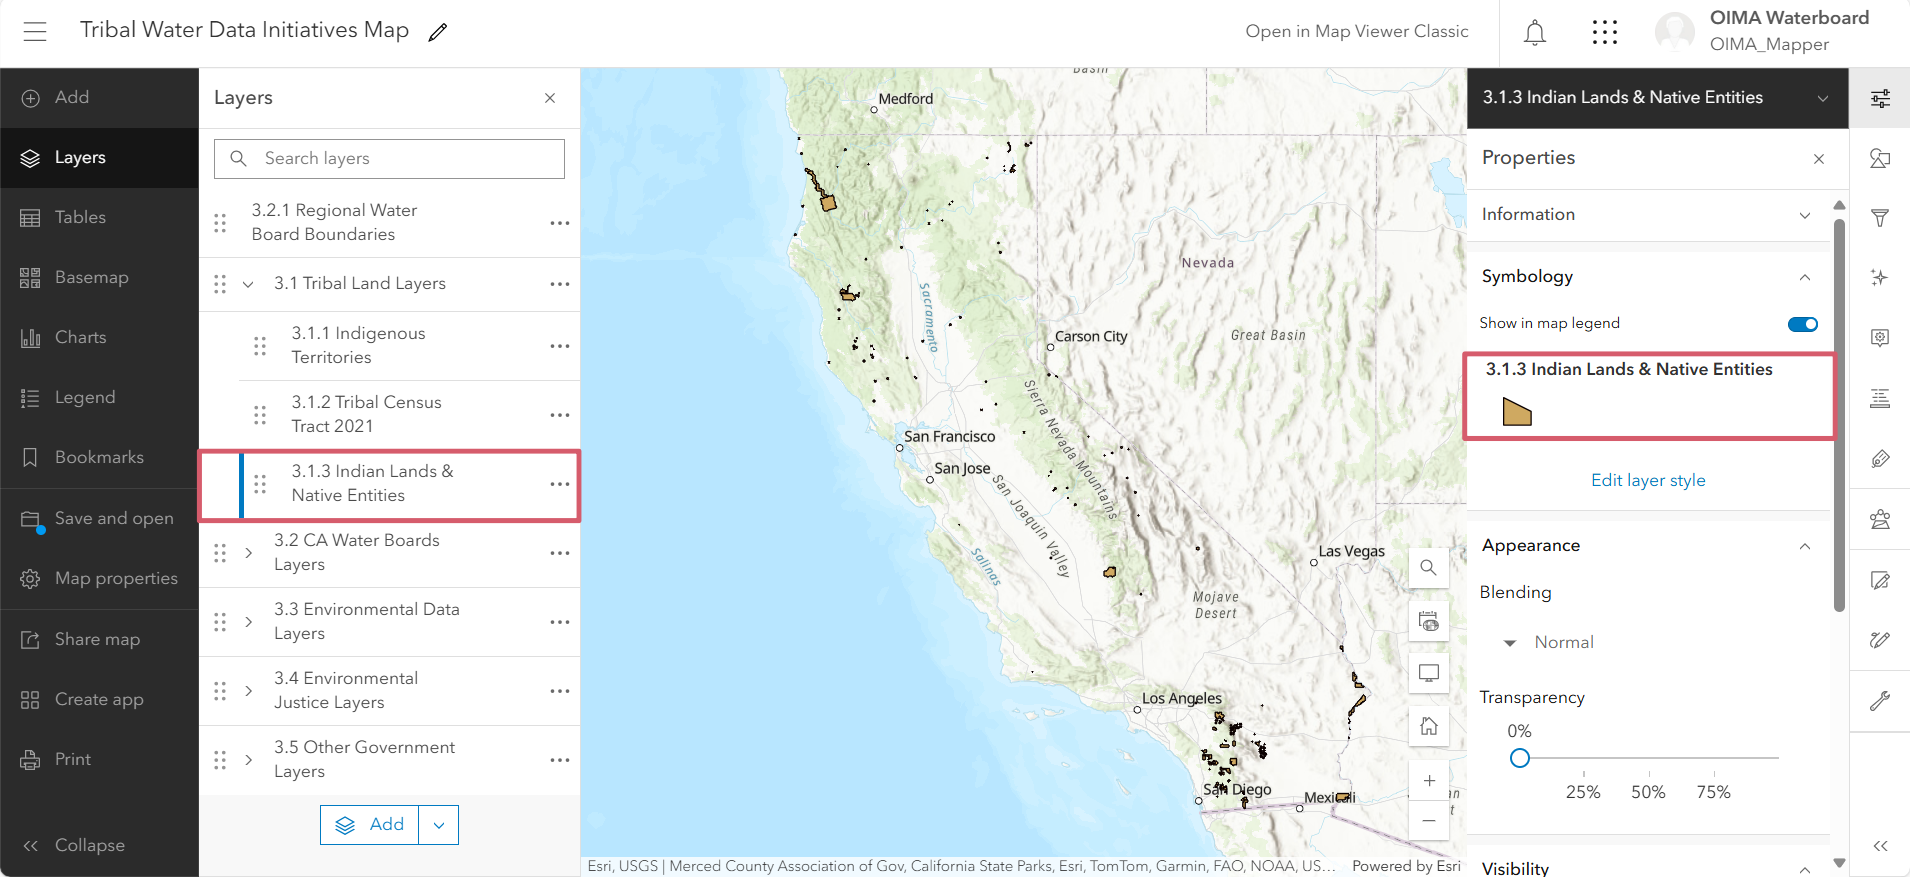 Tribal Water Data Initiatives Map
Open in Map Viewer Classic
OIMA Waterboard
OIMA_Mapper
Add
Layers
Tables
Basemap
Charts
Legend
Bookmarks
Save and open
Map properties
Share map
Create app
Print
Collapse
Layers
Search layers
3.2.1 Regional Water
Board Boundaries
3.1 Tribal Land Layers
3.1.1 Indigenous
Territories
3.1.2 Tribal Census
Tract 2021
3.1.3 Indian Lands &
Native Entities
3.2 CA Water Boards
Layers
3.3 Environmental Data
Layers
3.4 Environmental
Justice Layers
3.5 Other Government
Layers
Add
Basin
Medford
Nevada
Sacramento
Great Basin
Carson City
Sierra Nevada Mountains
San Francisco
San Jose
San Joaquin Valley
Salinas
Las Vegas
Mojave
Desert
Los Angeles
San Diego
Mexicali
Esri, USGS | Merced County Association of Gov, California State Parks, Esri, TomTom, Garmin, FAO, NOAA, US...
Powered by Esri
3.1.3 Indian Lands & Native Entities
Properties
Information
Symbology
Show in map legend
3.1.3 Indian Lands & Native Entities
Edit layer style
Appearance
Blending
Normal
Transparency
0%
25% 50% 75%
Visibility